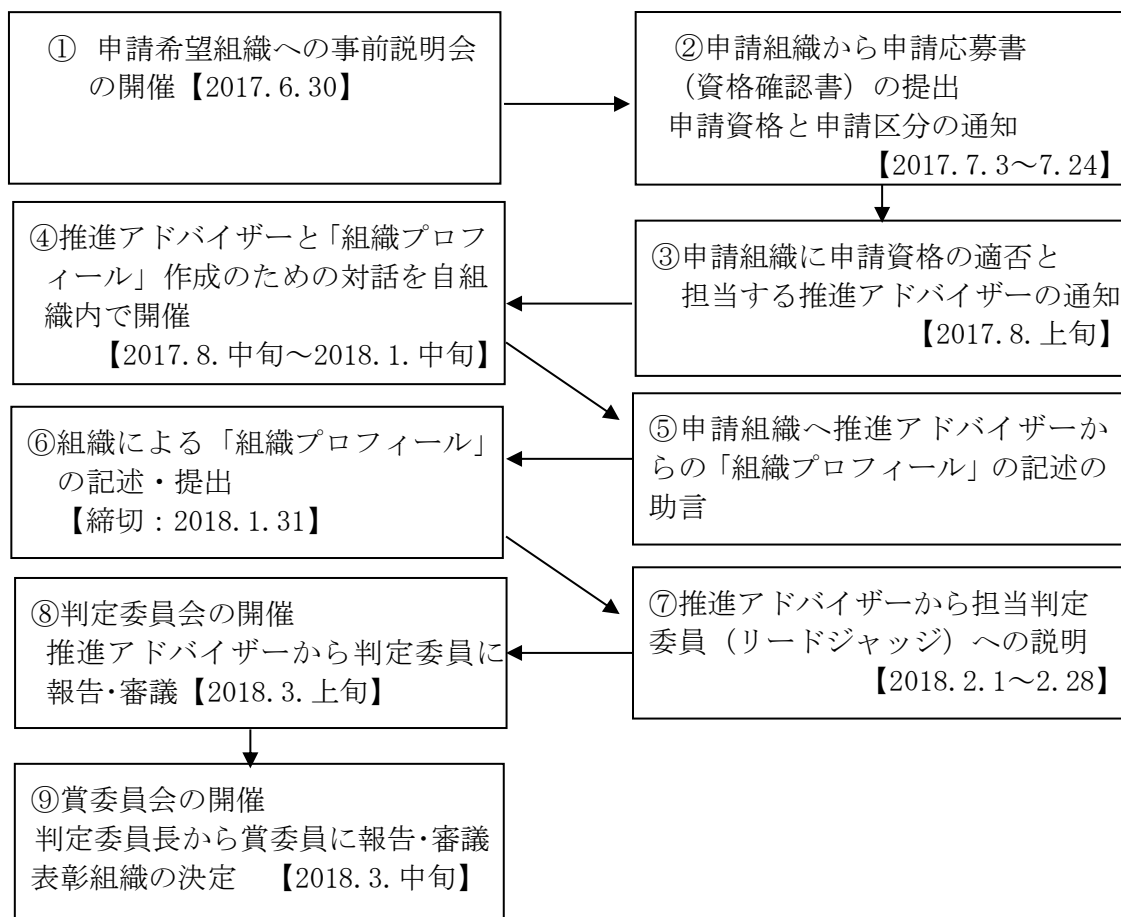 ① 申請希望組織への事前説明会
の開催【2017.6.30】
②申請組織から申請応募書
（資格確認書）の提出
申請資格と申請区分の通知
【2017.7.3～7.24】
③申請組織に申請資格の適否と
担当する推進アドバイザーの通知
【2017.8.上旬】
④推進アドバイザーと「組織プロフ
ィール」作成のための対話を自組
織内で開催
【2017.8.中旬～2018.1.中旬】
⑤申請組織へ推進アドバイザーか
らの「組織プロフィール」の記述の
助言
⑥組織による「組織プロフィール」
の記述・提出
【締切：2018.1.31】
⑦推進アドバイザーから担当判定
委員（リードジャッジ）への説明
【2018.2.1～2.28】
⑧判定委員会の開催
推進アドバイザーから判定委員に
報告・審議【2018.3.上旬】
⑨賞委員会の開催
判定委員長から賞委員に報告・審議
表彰組織の決定 【2018.3.中旬】